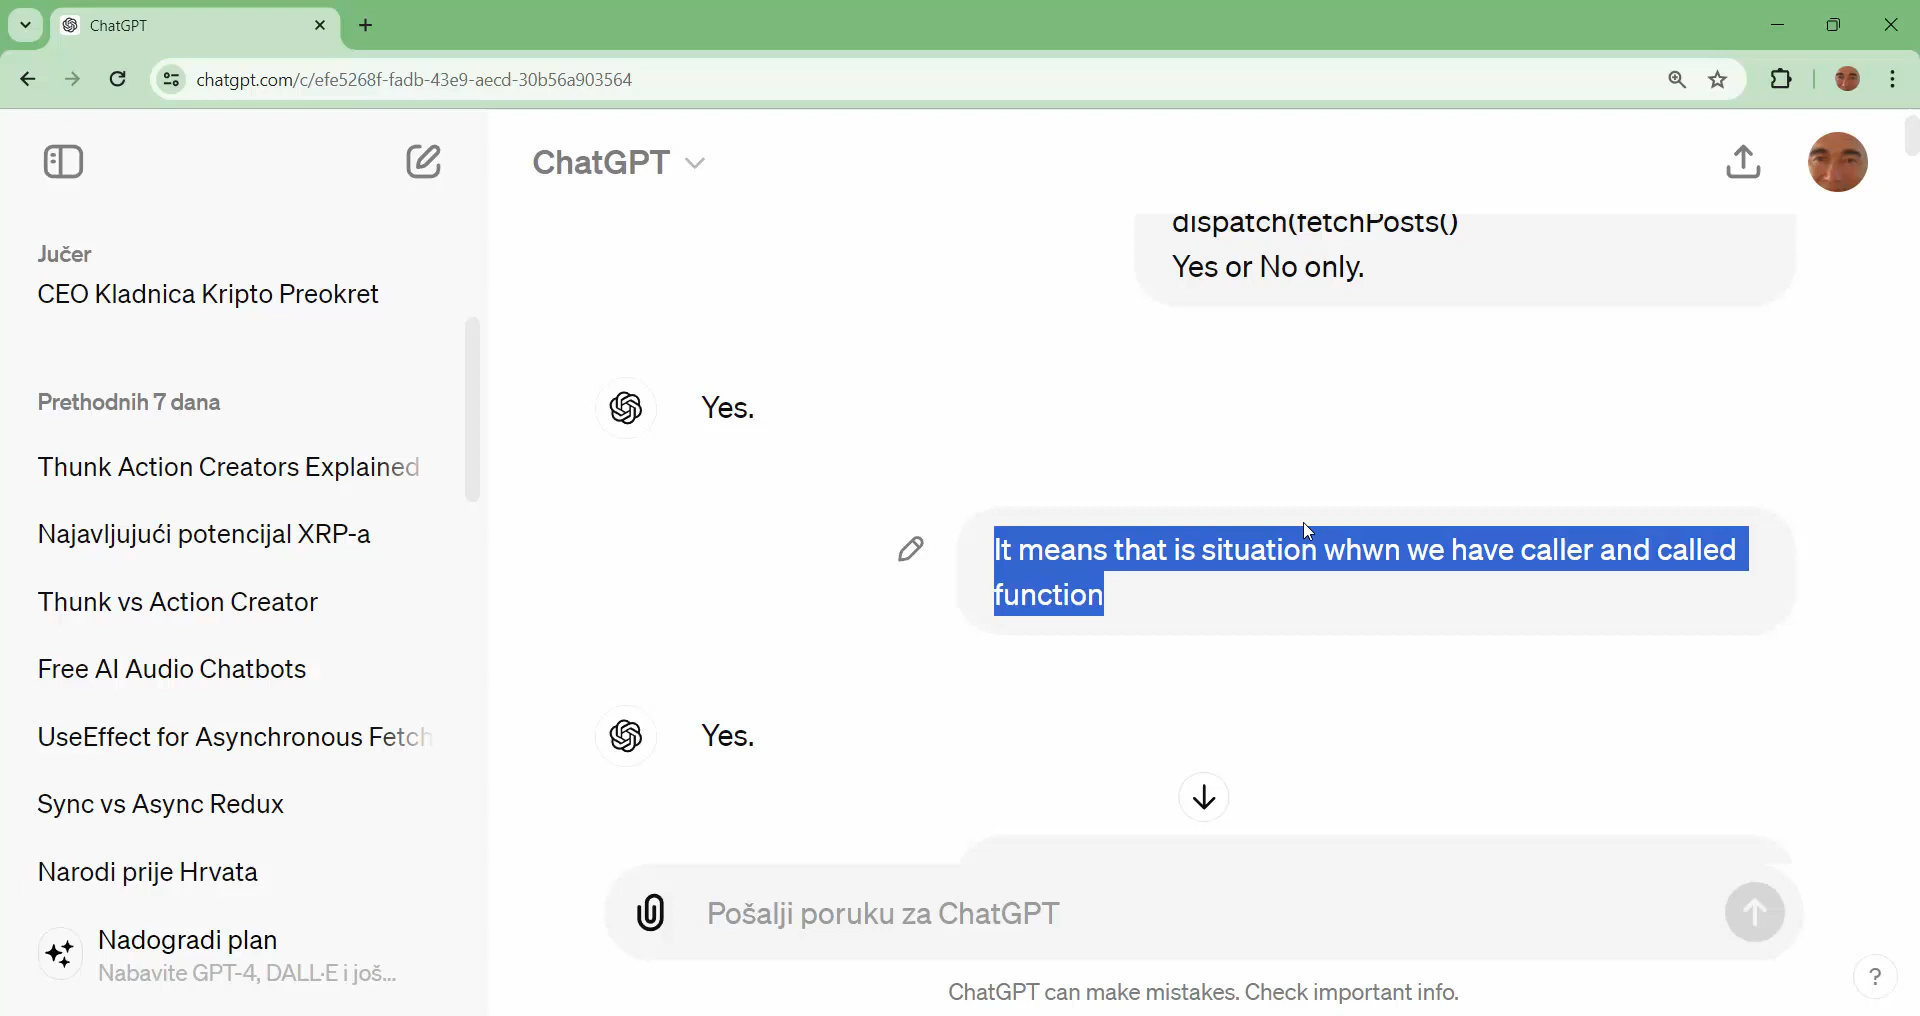 ChatGPT
chatgpt.com/c/efe5268f-fadb-43e9-aecd-30b56a903564
ChatGPT
Jučer
CEO Kladnica Kripto Preokret
Prethodnih 7 dana
Thunk Action Creators Explained
Najavljujući potencijal XRP-a
Thunk vs Action Creator
Free AI Audio Chatbots
UseEffect for Asynchronous Fetch
Sync vs Async Redux
Narodi prije Hrvata
Nadogradi plan
Nabavite GPT-4, DALL·E i još...
dispatch(fetchPosts()
Yes or No only.
Yes.
It means that is situation whwn we have caller and called
function
Yes.
Pošalji poruku za ChatGPT
ChatGPT can make mistakes. Check important info.
?